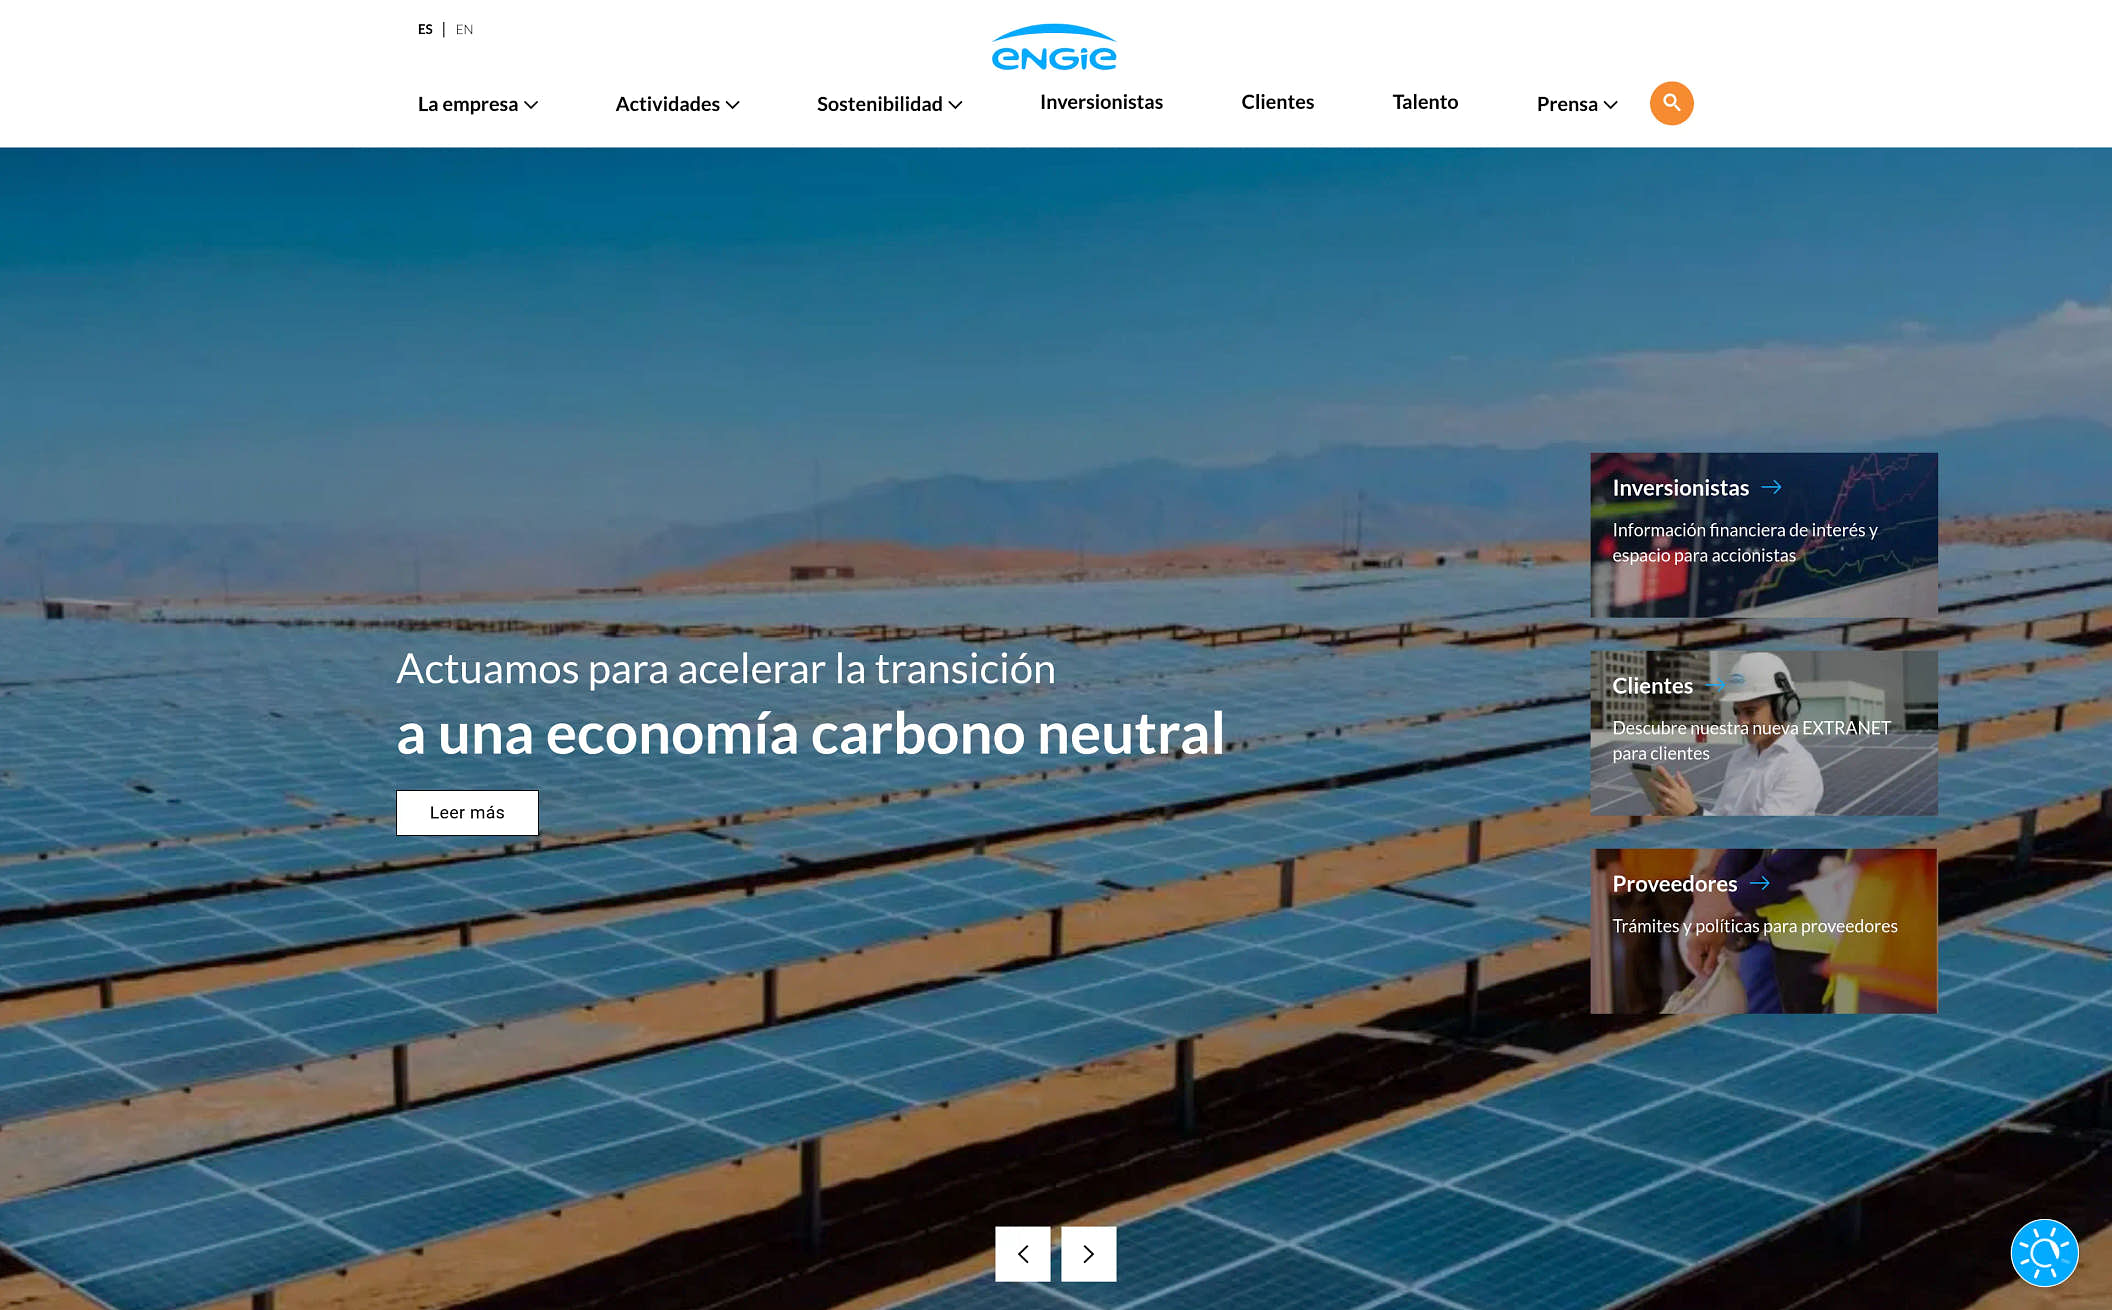 ES | EN
ENGIE
La empresa
Actividades
Sostenibilidad
Inversionistas
Clientes
Talento
Prensa
Actuamos para acelerar la transición
a una economía carbono neutral
Leer más
Inversionistas
Información financiera de interés y
espacio para accionistas
Clientes
Descubre nuestra nueva EXTRANET
para clientes
Proveedores
Trámites y políticas para proveedores